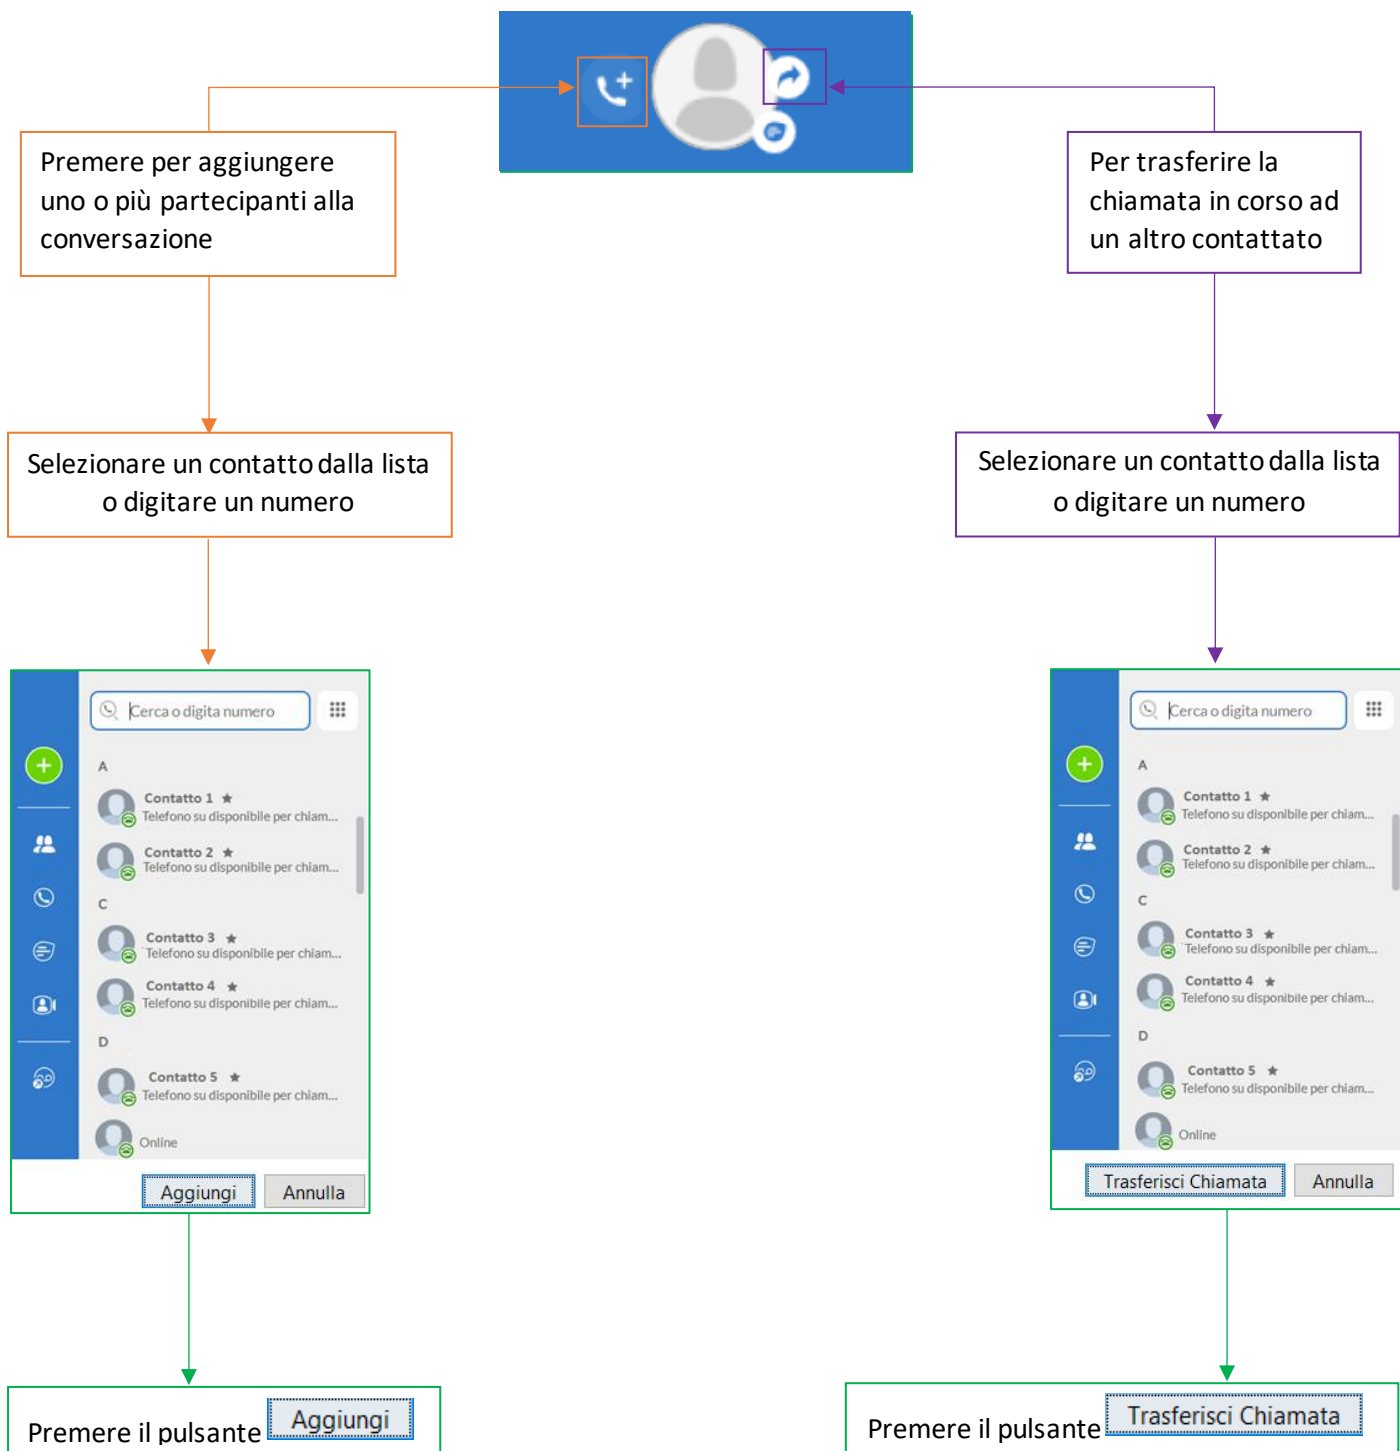 Premere per aggiungere
uno o più partecipanti alla
conversazione
Per trasferire la
chiamata in corso ad
un altro contattato
Selezionare un contatto dalla lista
o digitare un numero
Selezionare un contatto dalla lista
o digitare un numero
Cerca o digita numero
A
Contatto 1 ★
Telefono su disponibile per chiam...
Contatto 2 ★
Telefono su disponibile per chiam...
C
Contatto 3 ★
Telefono su disponibile per chiam...
Contatto 4 ★
Telefono su disponibile per chiam...
D
Contatto 5 ★
Telefono su disponibile per chiam...
Online
Aggiungi Annulla
Cerca o digita numero
A
Contatto 1 ★
Telefono su disponibile per chiam...
Contatto 2 ★
Telefono su disponibile per chiam...
C
Contatto 3 ★
Telefono su disponibile per chiam...
Contatto 4 ★
Telefono su disponibile per chiam...
D
Contatto 5 ★
Telefono su disponibile per chiam...
Online
Trasferisci Chiamata Annulla
Premere il pulsante Aggiungi
Premere il pulsante Trasferisci Chiamata